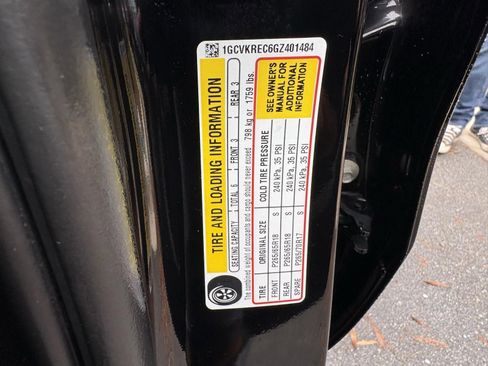 1GCVKREC6GZ401484
TIRE AND LOADING INFORMATION
SEATING CAPACITY TOTAL 6 FRONT 3 REAR 3
The combined weight of occupants and cargo should never exceed 798 kg or 1759 lbs.
TIRE ORIGINAL SIZE COLD TIRE PRESSURE
FRONT P265/65R18 S 240 kPa, 35 PSI
REAR P265/65R18 S 240 kPa, 35 PSI
SPARE P265/70R17 S 240 kPa, 35 PSI
SEE OWNER'S
MANUAL FOR
ADDITIONAL
INFORMATION